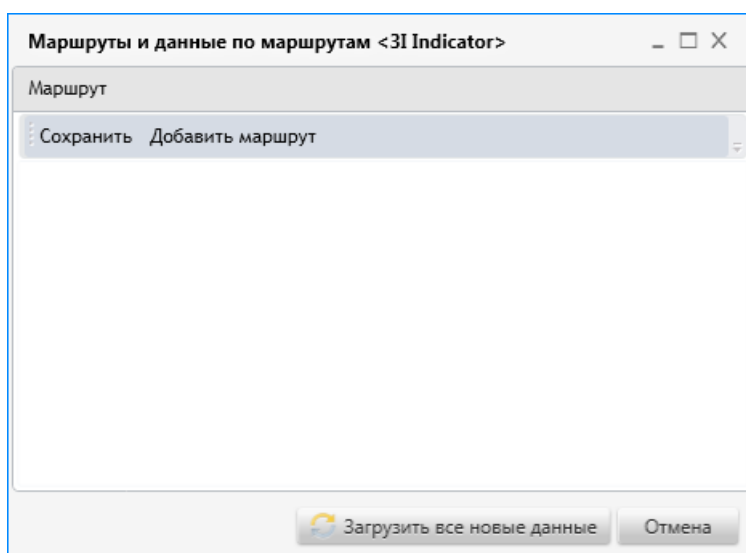 Маршруты и данные по маршрутам <3I Indicator>
Маршрут
Сохранить Добавить маршрут
Загрузить все новые данные Отмена